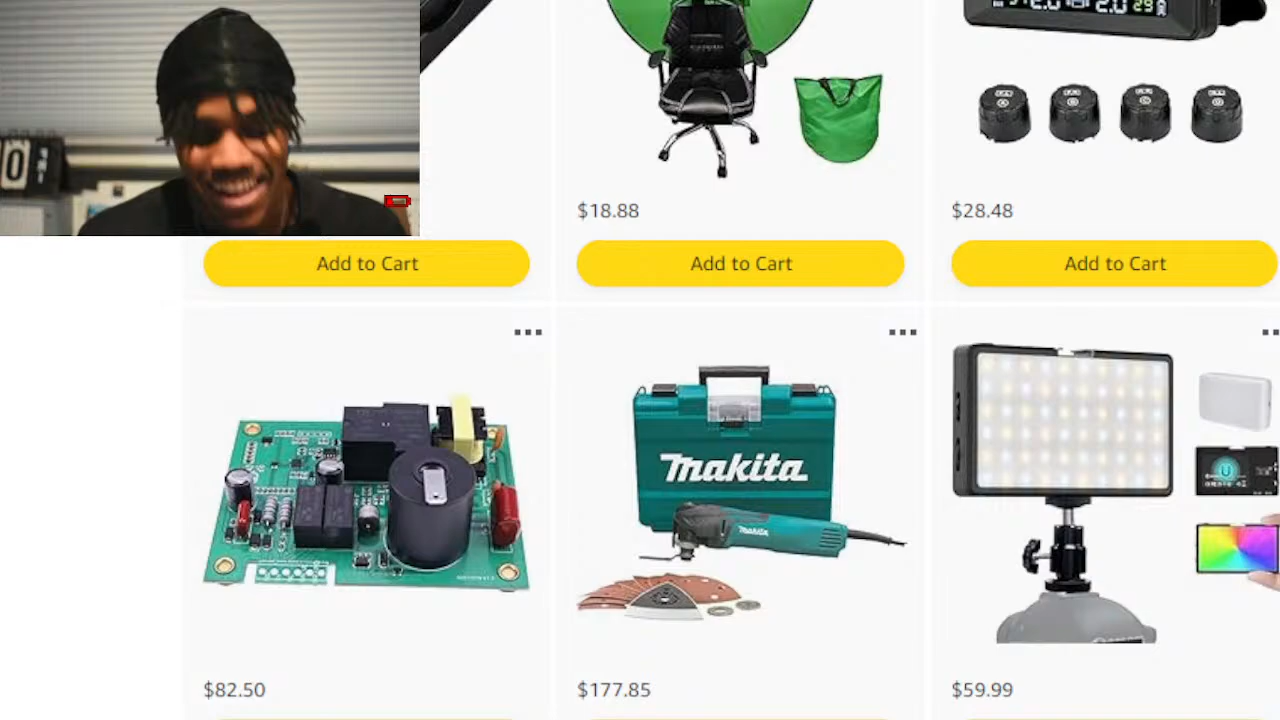 $18.88
$28.48
Add to Cart
Add to Cart
Add to Cart
makita
makita
$82.50
$177.85
$59.99